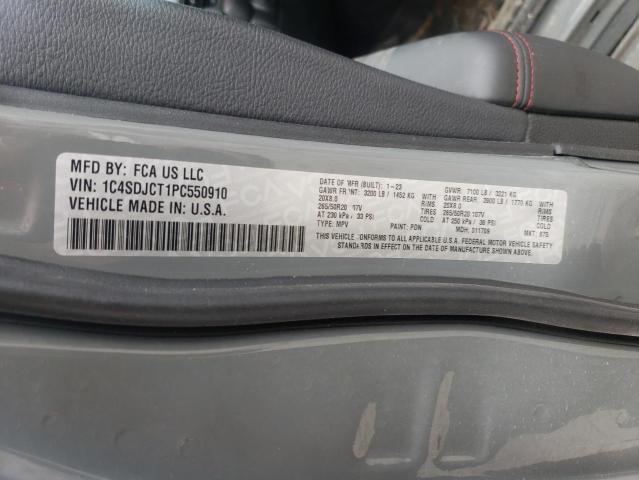 MFD BY: FCA US LLC
VIN: 1C4SDJCT1PC550910
VEHICLE MADE IN: U.S.A.
DATE OF MFR (BUILT): 1-23
GAWR FRONT: 3200 LB / 1452 KG
20X8.0 RIMS
265/50R20 107V TIRES
AT 230 kPa, 33 PSI COLD
TYPE: MPV PAINT: PDN
GVWR: 7100 LB / 3221 KG WITH
GAWR REAR: 3900 LB / 1770 KG WITH
20X8.0 RIMS
265/50R20 107V TIRES
AT 250 kPa, 36 PSI COLD
MDH: 011709 MKT: 
THIS VEHICLE CONFORMS TO ALL APPLICABLE U.S.A. FEDERAL MOTOR VEHICLE SAFETY
STANDARDS IN EFFECT ON THE DATE OF MANUFACTURE SHOWN ABOVE.